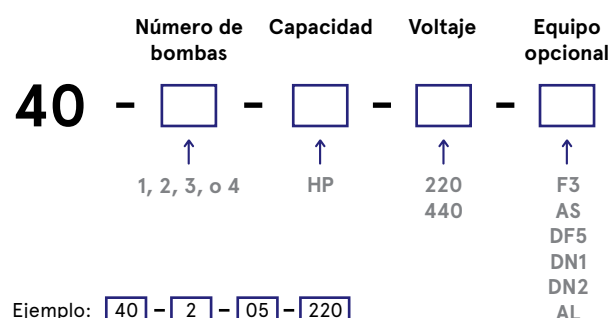 Número de bombas Capacidad Voltaje Equipo opcional
40 - - - -
1, 2, 3, o 4 HP 220 F3
440 AS
DF5
DN1
DN2
Ejemplo: 40 - 2 - 05 - 220 AL